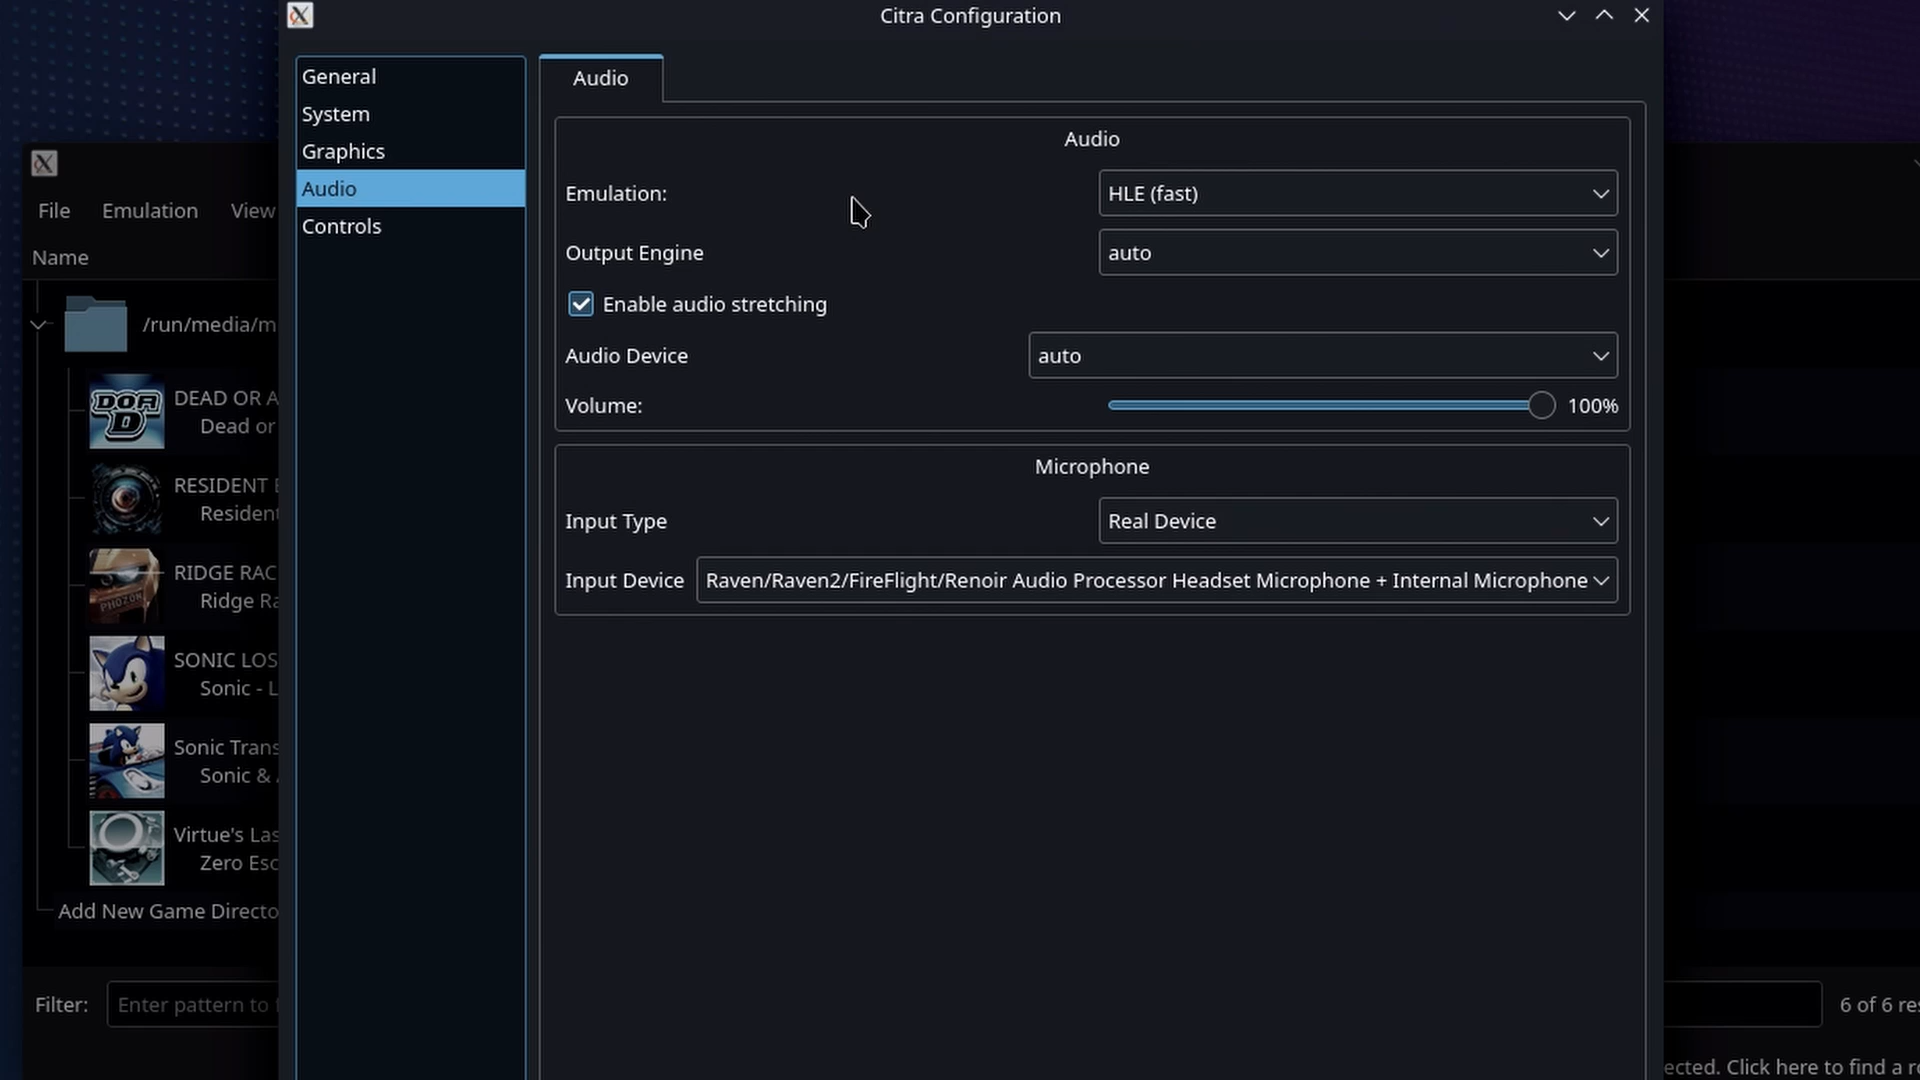 Citra Configuration
General
System
Graphics
Audio
Controls
Audio
Audio
Emulation:
HLE (fast)
Output Engine
auto
Enable audio stretching
Audio Device
auto
Volume:
100%
Microphone
Input Type
Real Device
Input Device
Raven/Raven2/FireFlight/Renoir Audio Processor Headset Microphone + Internal Microphone
File
Emulation
View
Name
/run/media/m
DEAD OR A
Dead or
RESIDENT E
Resident
RIDGE RAC
Ridge Ra
SONIC LOS
Sonic - L
Sonic Trans
Sonic & 
Virtue's Las
Zero Esc
Add New Game Directo
Filter:
Enter pattern to f
6 of 6 res
ected. Click here to find a r
DOA
D
PHOZON